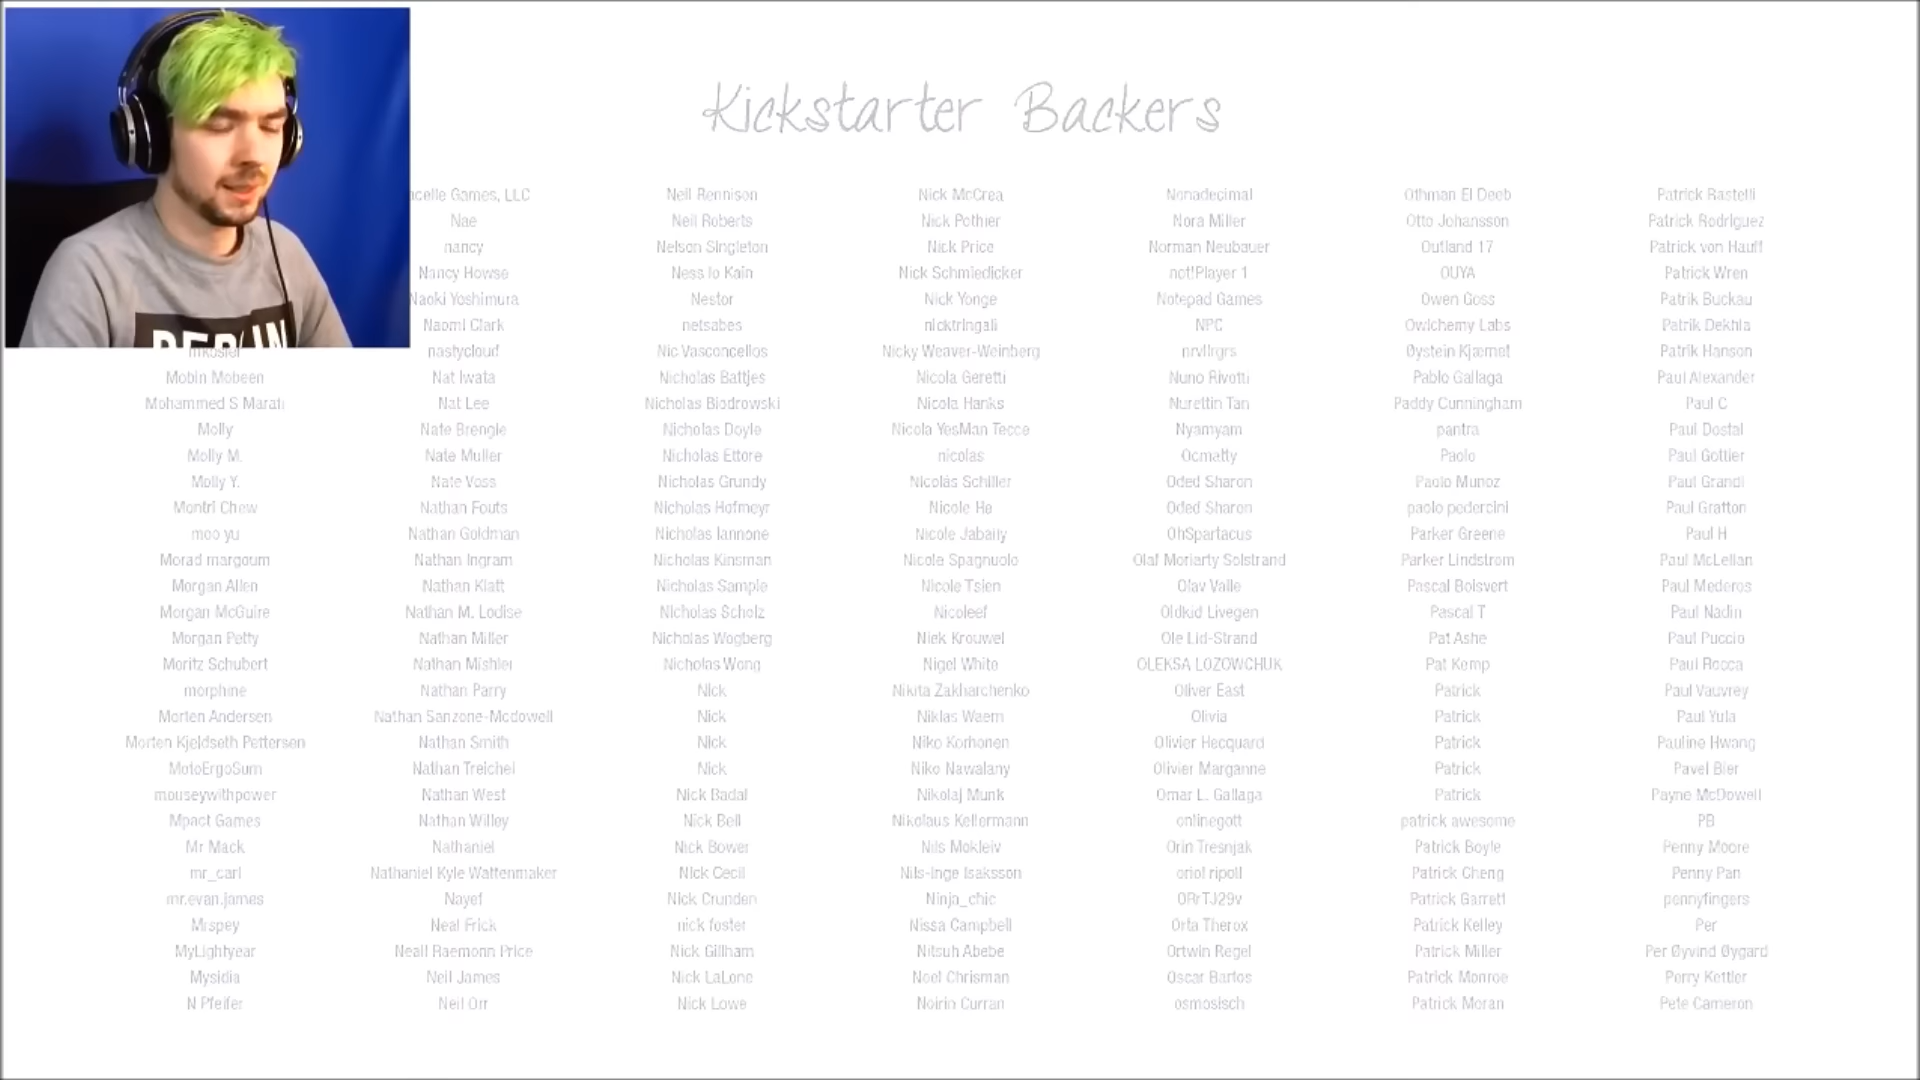 BERLIN
Kickstarter Backers
mkosler
Mobin Mobeen
Mohammed S Marafi
Molly
Molly M.
Molly Y.
Montri Chew
moo yu
Morad margoum
Morgan Allen
Morgan McGuire
Morgan Petty
Moritz Schubert
morphine
Morten Andersen
Morten Kjeldseth Pettersen
MotoErgoSum
mouseywithpower
Mpact Games
Mr Mack
mr_carl
mr.evan.james
Mrspey
MyLightyear
Mysidia
N Pfeifer
Games, LLC
Nae
nancy
Nancy Howse
Naoki Yoshimura
Naomi Clark
nastyclouf
Nat Iwata
Nat Lee
Nate Brengle
Nate Muller
Nate Voss
Nathan Fouts
Nathan Goldman
Nathan Ingram
Nathan Klatt
Nathan M. Lodise
Nathan Miller
Nathan Mishler
Nathan Parry
Nathan Sanzone-Mcdowell
Nathan Smith
Nathan Treichel
Nathan West
Nathan Willey
Nathaniel
Nathaniel Kyle Wattenmaker
Nayef
Neal Frick
Neall Raemonn Price
Neil James
Neil Orr
Neil Rennison
Neil Roberts
Nelson Singleton
Ness io Kain
Nestor
netsabes
Nic Vasconcellos
Nicholas Battjes
Nicholas Biodrowski
Nicholas Doyle
Nicholas Ettore
Nicholas Grundy
Nicholas Hofmeyr
Nicholas Iannone
Nicholas Kinsman
Nicholas Sample
Nicholas Scholz
Nicholas Wogberg
Nicholas Wong
Nick
Nick
Nick
Nick
Nick Badal
Nick Bell
Nick Bower
Nick Cecil
Nick Crunden
nick foster
Nick Gillham
Nick LaLone
Nick Lowe
Nick McCrea
Nick Pother
Nick Price
Nick Schmiedicker
Nick Yonge
nicktringali
Nicky Weaver-Weinberg
Nicola Geretti
Nicola Hanks
Nicola YesMan Tecce
nicolas
Nicolás Schiller
Nicole He
Nicole Jabaily
Nicole Spagnuolo
Nicole Tsien
Nicoleef
Niek Krouwel
Nigel White
Nikita Zakharchenko
Niklas Waern
Niko Korhonen
Niko Nawalany
Nikolaj Munk
Nikolaus Kellermann
Nils Mokleiv
Nils-Inge Isaksson
Ninja_chic
Nissa Campbell
Nitsuh Abebe
Noel Chrisman
Noirin Curran
Nonadecimal
Nora Miller
Norman Neubauer
not!Player 1
Notepad Games
NPC
nrvllrgrs
Nuno Rivotti
Nurettin Tan
Nyamyam
Ocmatty
Oded Sharon
Oded Sharon
OhSpartacus
Olaf Moriarty Solstrand
Olav Valle
Oldkid Livegen
Ole Lid-Strand
OLEKSA LOZOWCHUK
Oliver East
Olivia
Olivier Hecquard
Olivier Marganne
Omar L. Gallaga
onlinegott
Orin Tresnjak
oriol ripoll
ORrTJ29v
Orta Therox
Ortwin Regel
Oscar Bartos
osmosisch
Othman El Deeb
Otto Johansson
Outland 17
OUYA
Owen Goss
Owlchemy Labs
Øystein Kjærnet
Pablo Gallaga
Paddy Cunningham
pantra
Paolo
Paolo Munoz
paolo pedercini
Parker Greene
Parker Lindstrom
Pascal Boisvert
Pascal T
Pat Ashe
Pat Kemp
Patrick
Patrick
Patrick
Patrick
Patrick
patrick awesome
Patrick Boyle
Patrick Cheng
Patrick Garrett
Patrick Kelley
Patrick Miller
Patrick Monroe
Patrick Moran
Patrick Rastelli
Patrick Rodriguez
Patrick von Hauff
Patrick Wren
Patrik Buckau
Patrik Dekhla
Patrik Hanson
Paul Alexander
Paul C
Paul Dostal
Paul Gottier
Paul Grandi
Paul Gratton
Paul H
Paul McLellan
Paul Mederos
Paul Nadin
Paul Puccio
Paul Rocca
Paul Vauvrey
Paul Yula
Pauline Hwang
Pavel Bier
Payne McDowell
PB
Penny Moore
Penny Pan
pennyfingers
Per
Per Øyvind Øygard
Perry Kettler
Pete Cameron